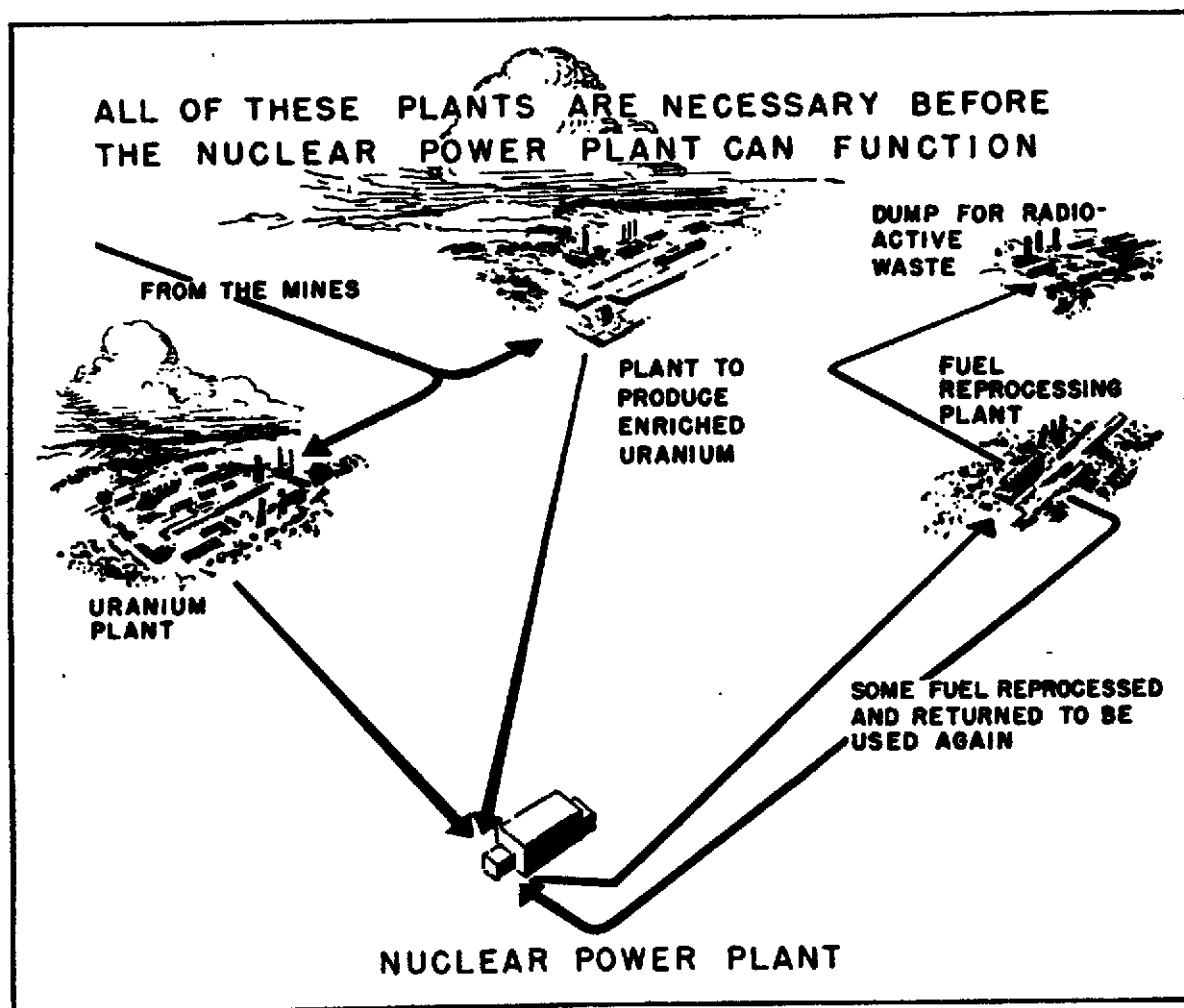 ALL OF THESE PLANTS ARE NECESSARY BEFORE
THE NUCLEAR POWER PLANT CAN FUNCTION
DUMP FOR RADIO-
ACTIVE
WASTE
FROM THE MINES
PLANT TO
PRODUCE
ENRICHED
URANIUM
FUEL
REPROCESSING
PLANT
URANIUM
PLANT
SOME FUEL REPROCESSED
AND RETURNED TO BE
USED AGAIN
NUCLEAR POWER PLANT